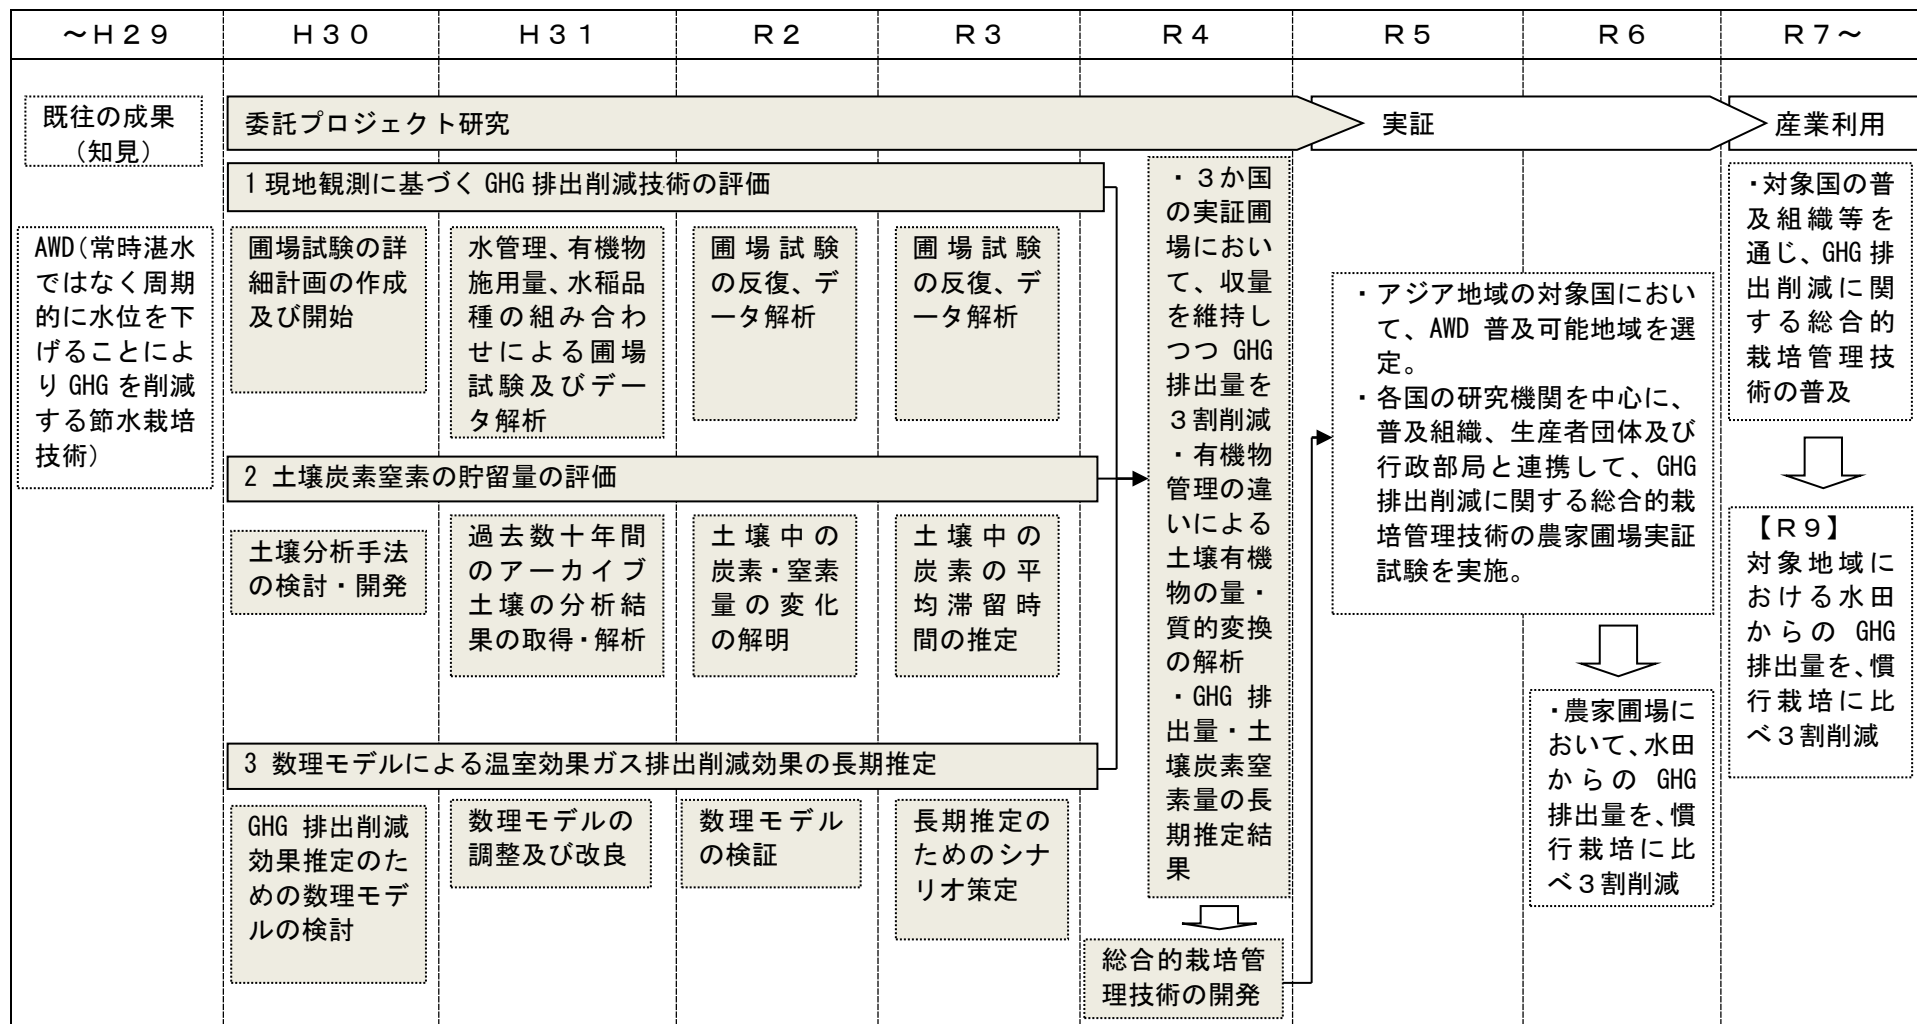 ～Ｈ２９
Ｈ３０
Ｈ３１
Ｒ２
Ｒ３
Ｒ４
Ｒ５
Ｒ６
Ｒ７～
既往の成果
（知見）
委託プロジェクト研究
実証
産業利用
AWD（常時湛水
ではなく周期
的に水位を下
げることによ
り GHG を削減
する節水栽培
技術）
1 現地観測に基づく GHG 排出削減技術の評価
圃場試験の詳
細計画の作成
及び開始
水管理、有機物
施用量、水稲品
種の組み合わ
せによる圃場
試験及びデー
タ解析
圃場試験
の反復、デ
ータ解析
圃場試験
の反復、デ
ータ解析
2 土壌炭素窒素の貯留量の評価
土壌分析手法
の検討・開発
過去数十年間
のアーカイブ
土壌の分析結
果の取得・解析
土壌中の
炭素・窒素
量の変化
の解明
土壌中の
炭素の平
均滞留時
間の推定
3 数理モデルによる温室効果ガス排出削減効果の長期推定
GHG 排出削減
効果推定のた
めの数理モデ
ルの検討
数理モデルの
調整及び改良
数理モデル
の検証
長期推定の
ためのシナ
リオ策定
・３か国
の実証圃
場におい
て、収量
を維持し
つつ GHG
排出量を
３割削減
・有機物
管理の違
いによる
土壌有機
物の量・
質的変換
の解析
・GHG 排
出量・土
壌炭素窒
素量の長
期推定結
果
総合的栽培管
理技術の開発
・アジア地域の対象国におい
て、AWD 普及可能地域を選
定。
・各国の研究機関を中心に、
普及組織、生産者団体及び
行政部局と連携して、GHG
排出削減に関する総合的栽
培管理技術の農家圃場実証
試験を実施。
・農家圃場に
おいて、水田
からの GHG
排出量を、慣
行栽培に比
べ３割削減
・対象国の普
及組織等を
通じ、GHG 排
出削減に関
する総合的
栽培管理技
術の普及
【Ｒ９】
対象地域に
おける水田
からの GHG
排出量を、慣
行栽培に比
べ３割削減